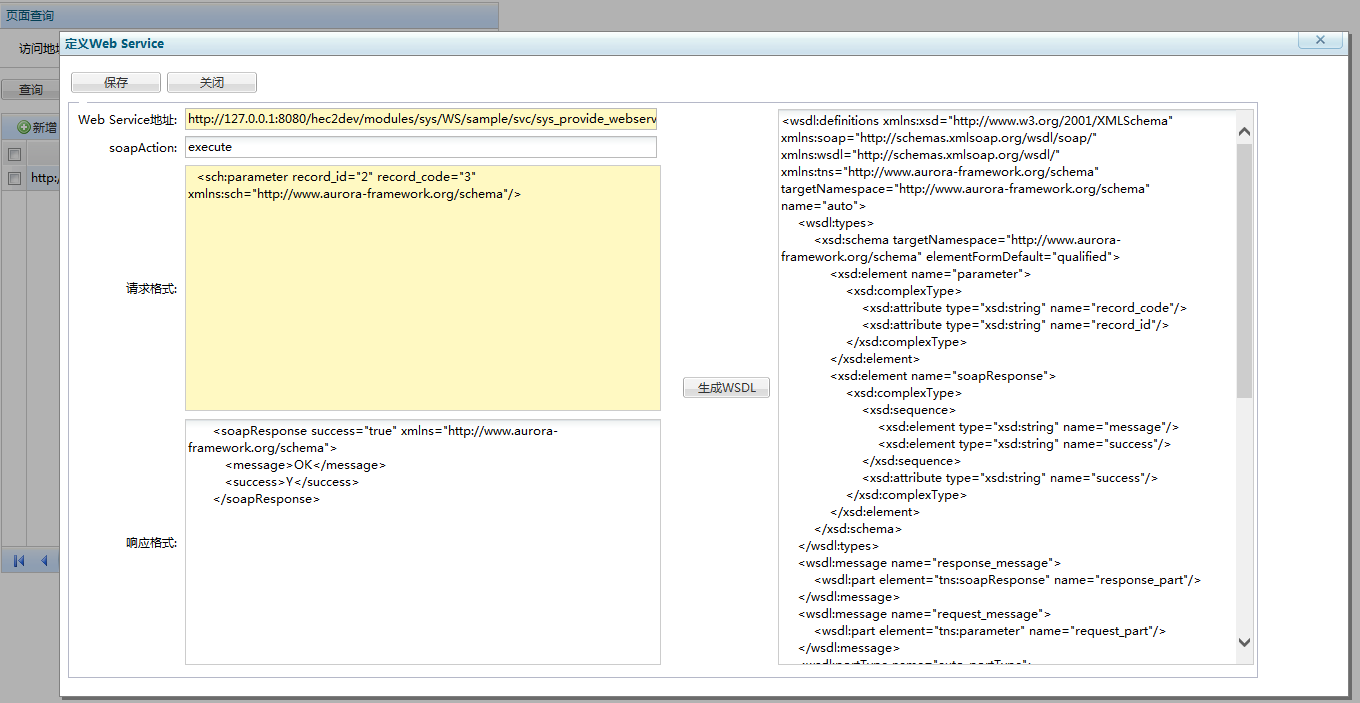 页面查询
定义Web Service
访问地
保存
关闭
查询
新增
http:/
Web Service地址:
http://127.0.0.1:8080/hec2dev/modules/sys/WS/sample/svc/sys_provide_webserv
soapAction:
execute
请求格式:
<sch:parameter record_id="2" record_code="3"
xmlns:sch="http://www.aurora-framework.org/schema"/>
响应格式:
<soapResponse success="true" xmlns="http://www.aurora-
framework.org/schema">
<message>OK</message>
<success>Y</success>
</soapResponse>
生成WSDL
<wsdl:definitions xmlns:xsd="http://www.w3.org/2001/XMLSchema"
xmlns:soap="http://schemas.xmlsoap.org/wsdl/soap/"
xmlns:wsdl="http://schemas.xmlsoap.org/wsdl/"
xmlns:tns="http://www.aurora-framework.org/schema"
targetNamespace="http://www.aurora-framework.org/schema"
name="auto">
<wsdl:types>
<xsd:schema targetNamespace="http://www.aurora-
framework.org/schema" elementFormDefault="qualified">
<xsd:element name="parameter">
<xsd:complexType>
<xsd:attribute type="xsd:string" name="record_code"/>
<xsd:attribute type="xsd:string" name="record_id"/>
</xsd:complexType>
</xsd:element>
<xsd:element name="soapResponse">
<xsd:complexType>
<xsd:sequence>
<xsd:element type="xsd:string" name="message"/>
<xsd:element type="xsd:string" name="success"/>
</xsd:sequence>
<xsd:attribute type="xsd:string" name="success"/>
</xsd:complexType>
</xsd:element>
</xsd:schema>
</wsdl:types>
<wsdl:message name="response_message">
<wsdl:part element="tns:soapResponse" name="response_part"/>
</wsdl:message>
<wsdl:message name="request_message">
<wsdl:part element="tns:parameter" name="request_part"/>
</wsdl:message>
<wsdl:portType name="auto_portType">